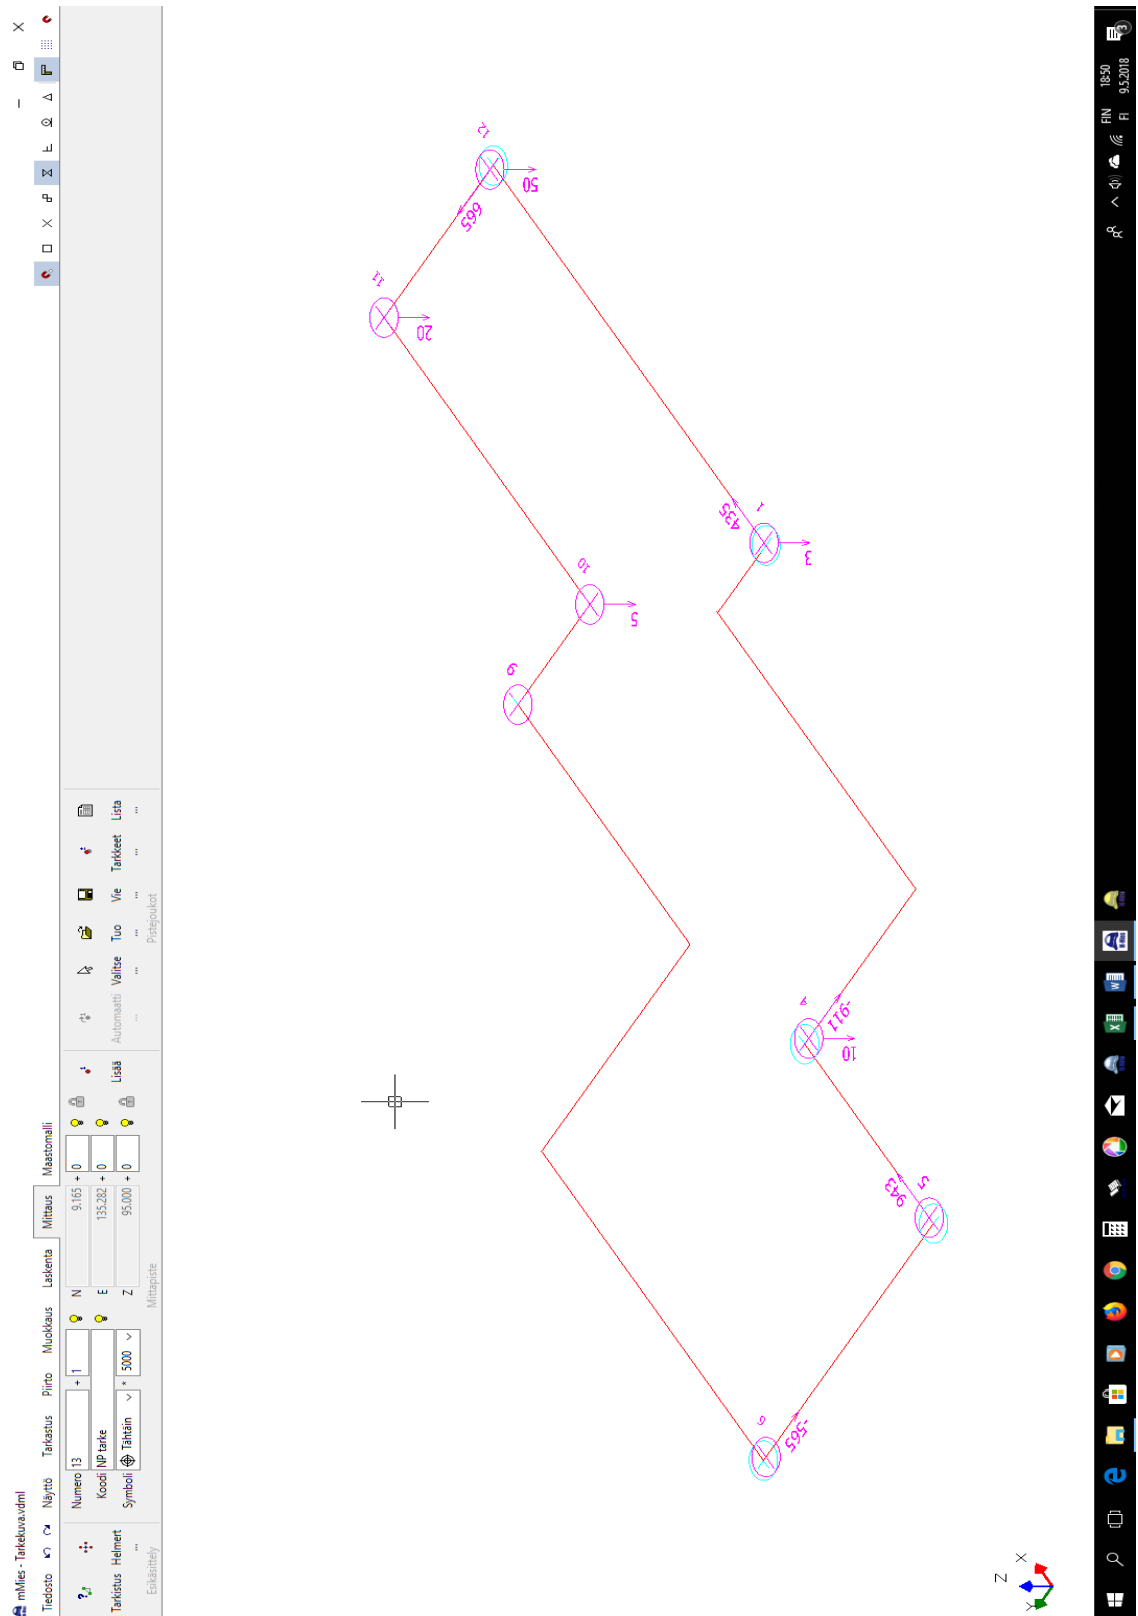 mMies - Tarkekuva.vdml
Tiedosto Näyttö Tarkastus Piirto Muokkaus Laskenta Mittaus Maastomalli
Numero 13 + 1 N 9.165 + 0
Koodi NP tarke E 135.282 + 0
Symboli Tähtäin * 5000 Z 95.000 + 0
Tarkistus Helmert Lisää Automaatti Valitse Tuo Vie Tarkkeet Lista
Esikäsittely Mittapiste Pistejoukot
12
50
665
11
20
10
5
9
1
435
3
4
-911
10
5
943
6
-565
X
Y
Z
FIN
FI
18:50
9.5.2018
3